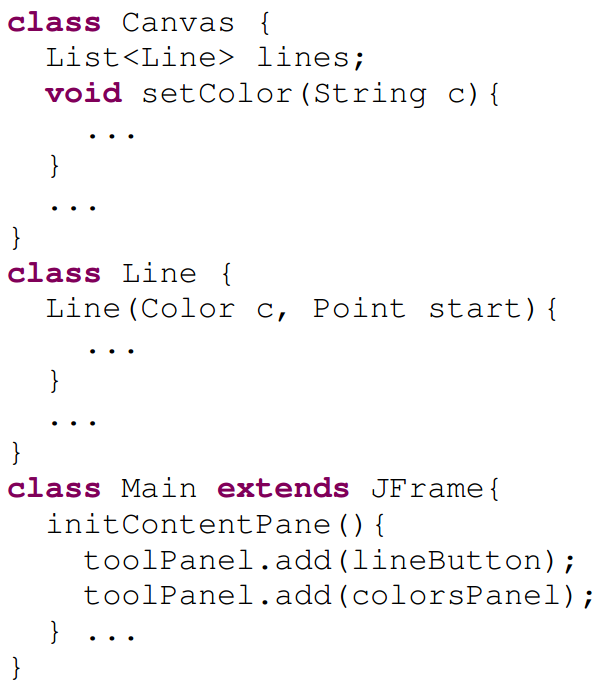 class Canvas {
  List<Line> lines;
  void setColor(String c){
    ...
  }
  ...
}
class Line {
  Line(Color c, Point start){
    ...
  }
  ...
}
class Main extends JFrame{
  initContentPane(){
    toolPanel.add(lineButton);
    toolPanel.add(colorsPanel);
  } ...
}